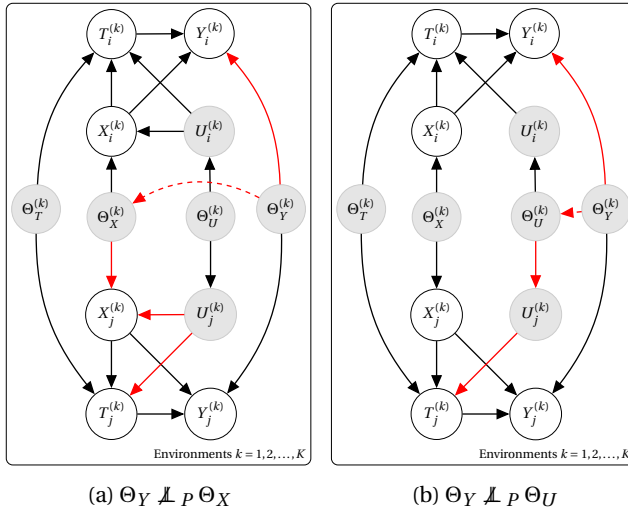 T_i^(k) Y_i^(k) T_i^(k) Y_i^(k)
X_i^(k) U_i^(k) X_i^(k) U_i^(k)
Θ_T^(k) Θ_X^(k) Θ_U^(k) Θ_Y^(k) Θ_T^(k) Θ_X^(k) Θ_U^(k) Θ_Y^(k)
X_j^(k) U_j^(k) X_j^(k) U_j^(k)
T_j^(k) Y_j^(k) T_j^(k) Y_j^(k)
Environments k = 1,2,…,K Environments k = 1,2,…,K
(a) Θ_Y ⫫̸_P Θ_X (b) Θ_Y ⫫̸_P Θ_U